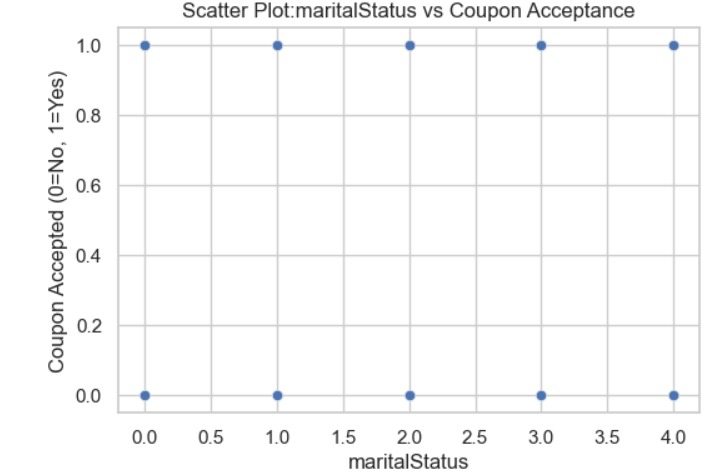 Scatter Plot:maritalStatus vs Coupon Acceptance
Coupon Accepted (0=No, 1=Yes)
1.0
0.8
0.6
0.4
0.2
0.0
0.0 0.5 1.0 1.5 2.0 2.5 3.0 3.5 4.0
maritalStatus